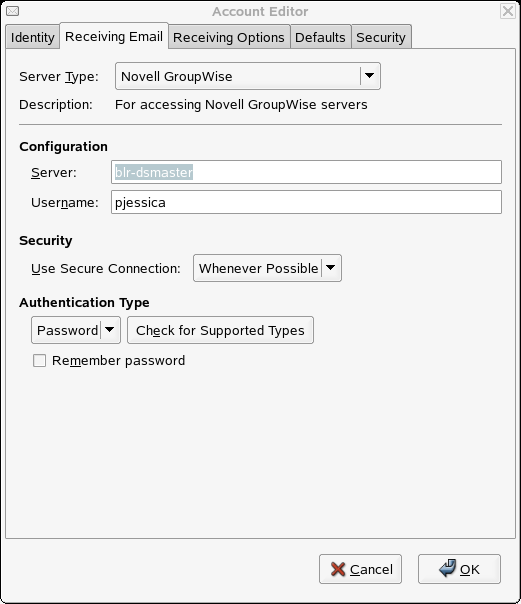 Account Editor
Identity Receiving Email Receiving Options Defaults Security
Server Type: Novell GroupWise
Description: For accessing Novell GroupWise servers
Configuration
Server: blr-dsmaster
Username: pjessica
Security
Use Secure Connection: Whenever Possible
Authentication Type
Password Check for Supported Types
Remember password
Cancel OK